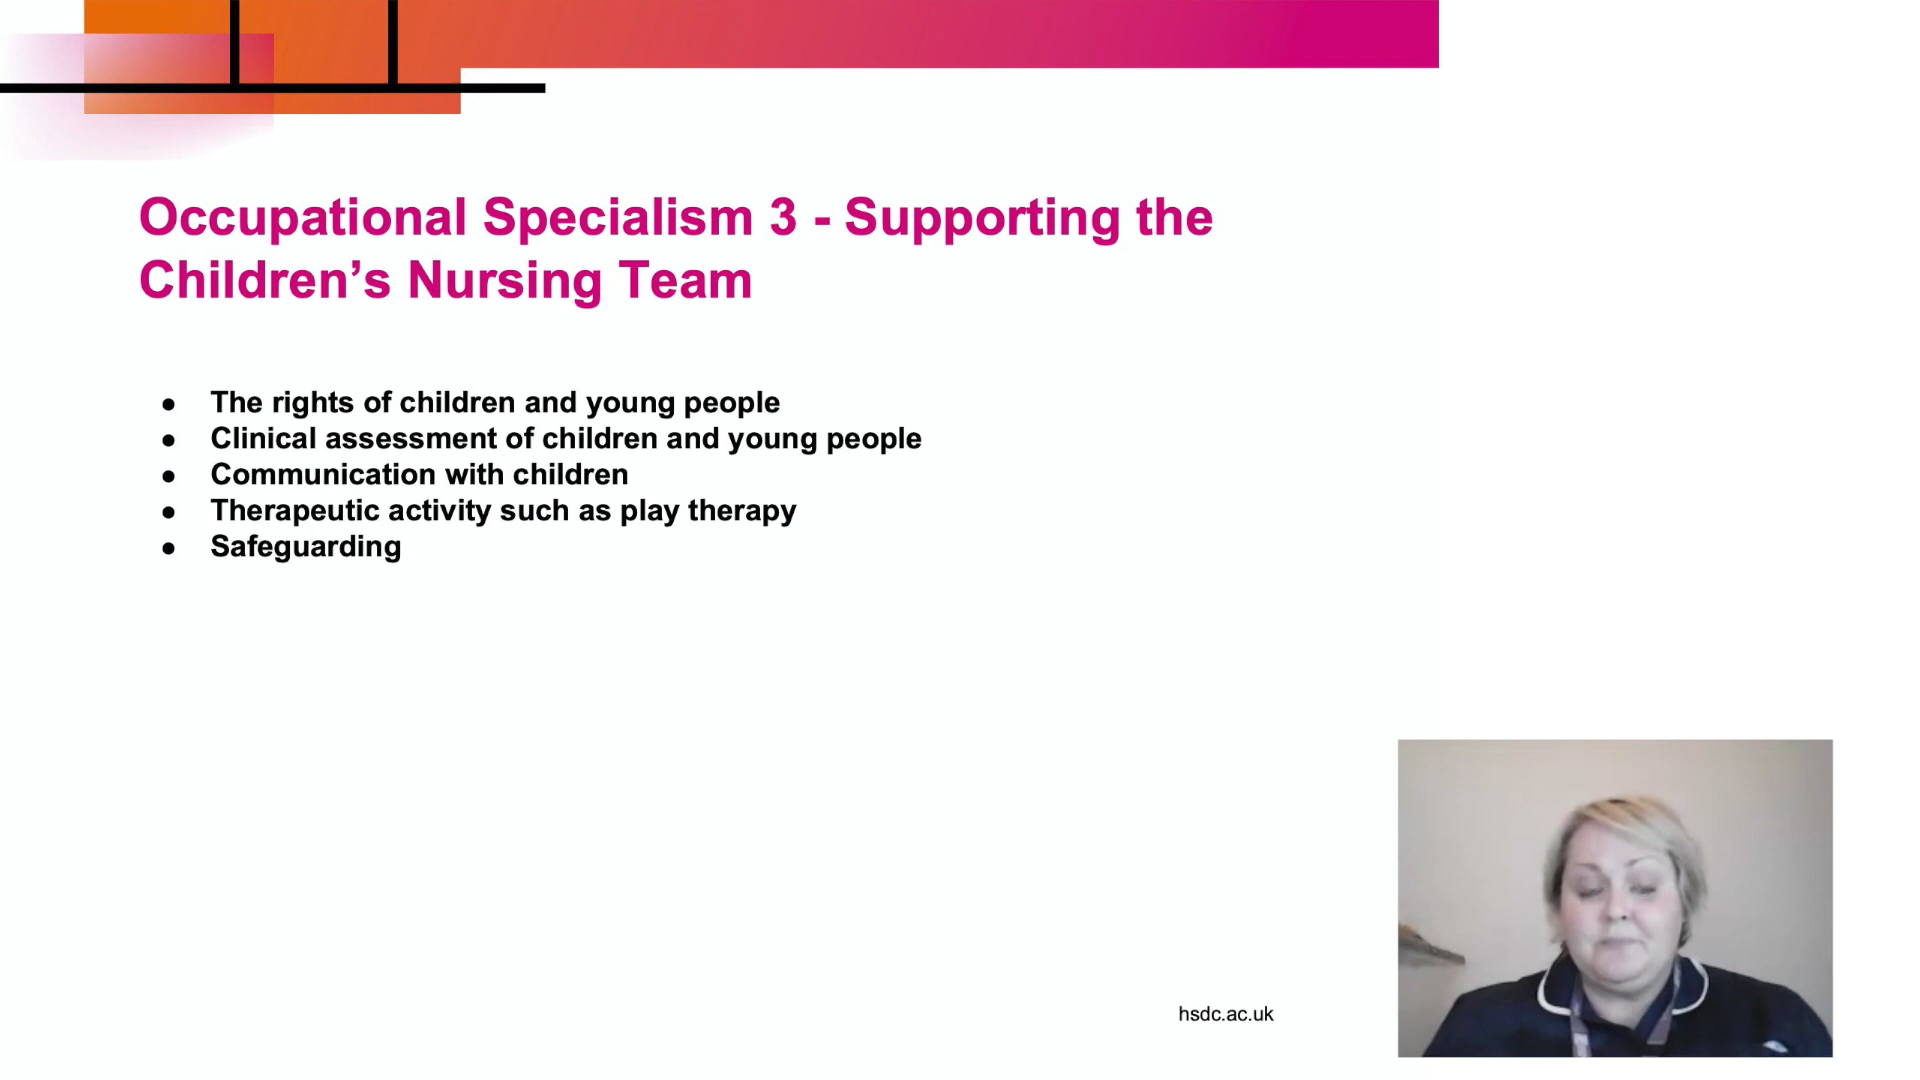 Occupational Specialism 3 - Supporting the
Children’s Nursing Team
● The rights of children and young people
● Clinical assessment of children and young people
● Communication with children
● Therapeutic activity such as play therapy
● Safeguarding
hsdc.ac.uk